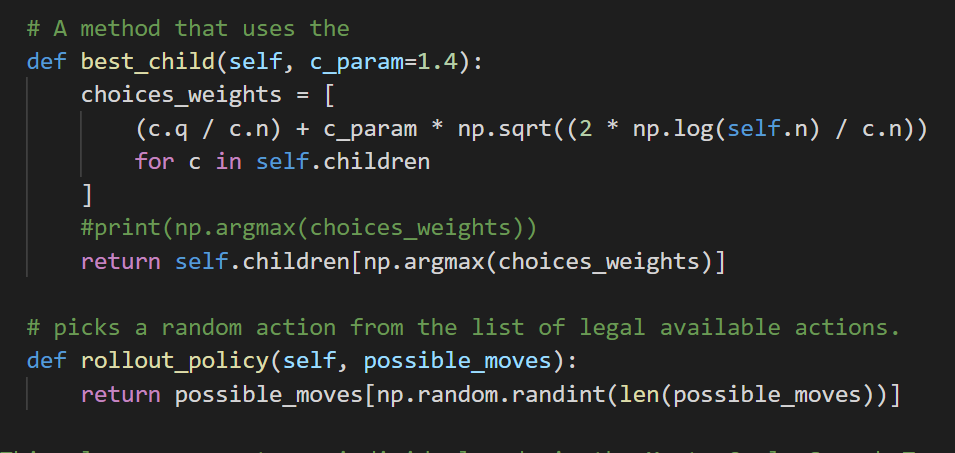 # A method that uses the
def best_child(self, c_param=1.4):
    choices_weights = [
        (c.q / c.n) + c_param * np.sqrt((2 * np.log(self.n) / c.n))
        for c in self.children
    ]
    #print(np.argmax(choices_weights))
    return self.children[np.argmax(choices_weights)]

# picks a random action from the list of legal available actions.
def rollout_policy(self, possible_moves):
    return possible_moves[np.random.randint(len(possible_moves))]